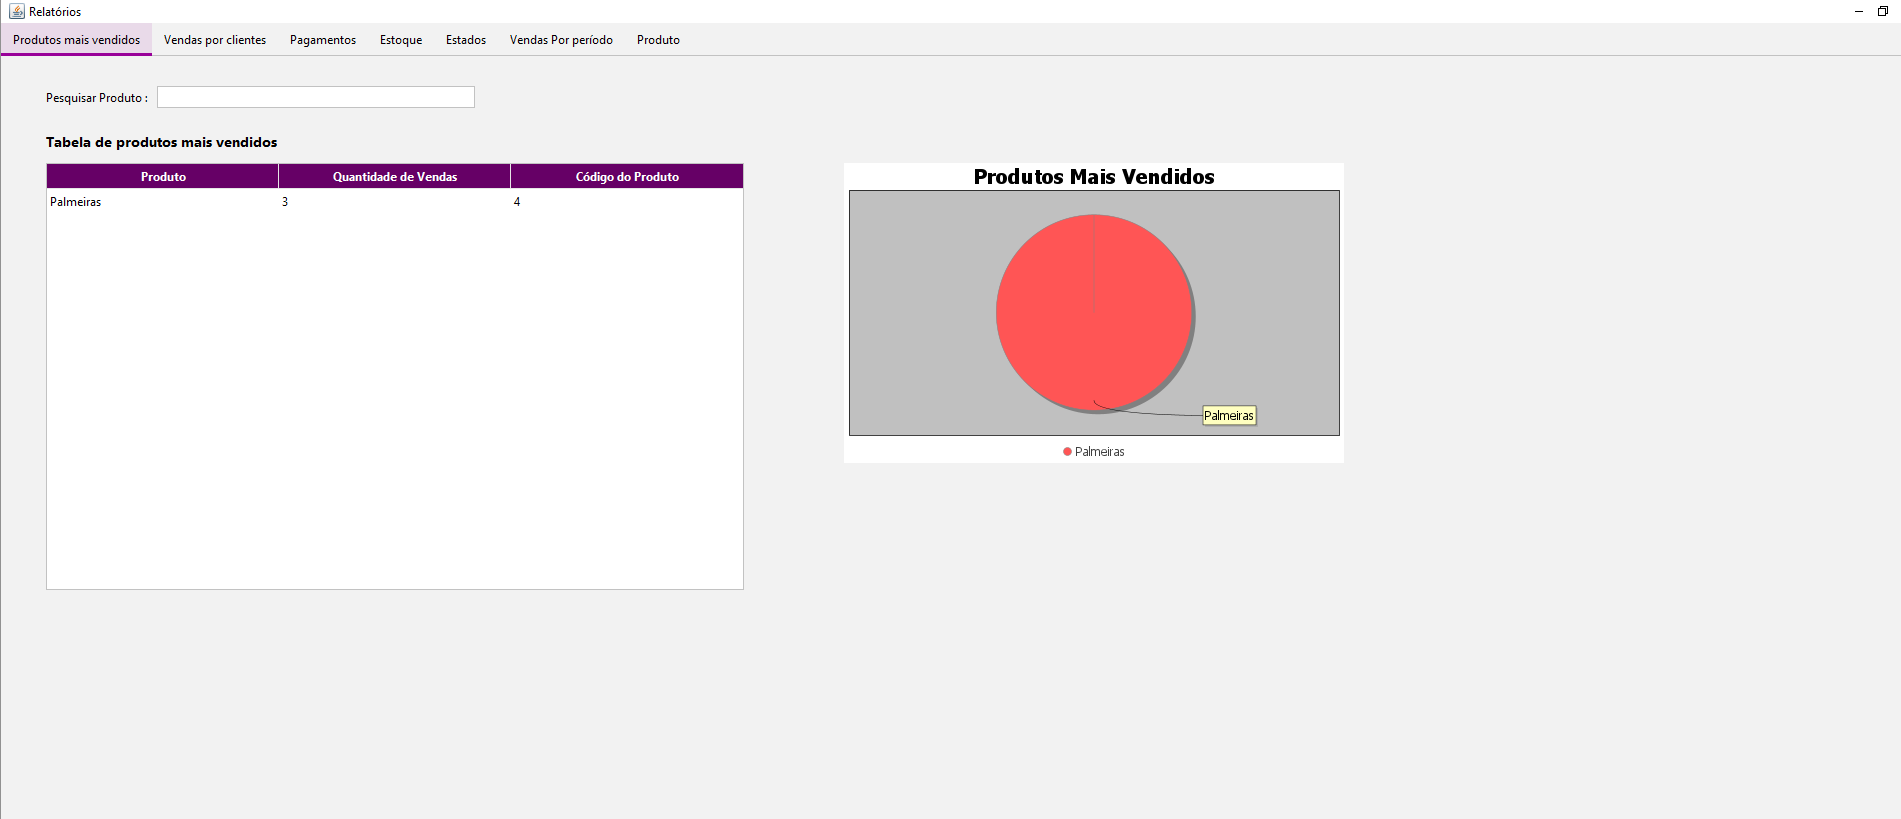 Relatórios
Produtos mais vendidos Vendas por clientes Pagamentos Estoque Estados Vendas Por período Produto
Pesquisar Produto :
Tabela de produtos mais vendidos
Produto Quantidade de Vendas Código do Produto
Palmeiras 3 4
Produtos Mais Vendidos
Palmeiras
Palmeiras